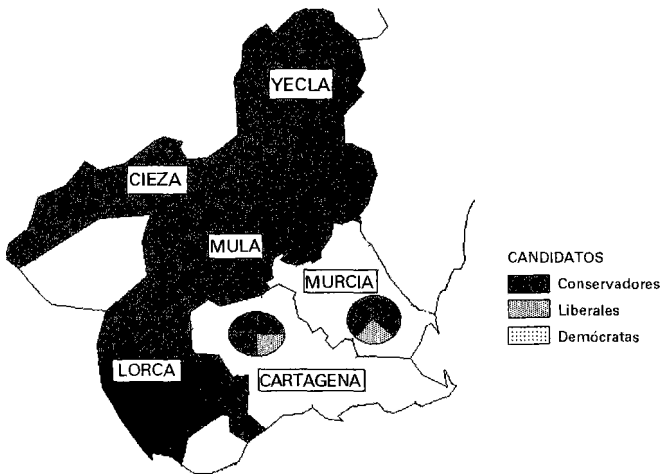 YECLA
CIEZA
MULA
MURCIA
LORCA
CARTAGENA
CANDIDATOS
Conservadores
Liberales
Demócratas